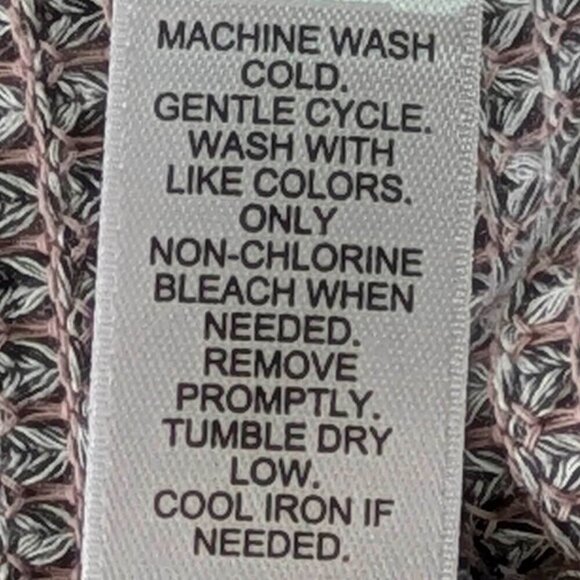 MACHINE WASH
COLD.
GENTLE CYCLE.
WASH WITH
LIKE COLORS.
ONLY
NON-CHLORINE
BLEACH WHEN
NEEDED.
REMOVE
PROMPTLY.
TUMBLE DRY
LOW.
COOL IRON IF
NEEDED.